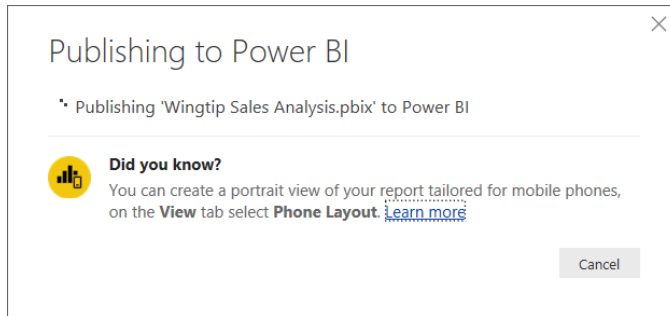 Publishing to Power BI
Publishing 'Wingtip Sales Analysis.pbix' to Power BI
Did you know?
You can create a portrait view of your report tailored for mobile phones,
on the View tab select Phone Layout. Learn more
Cancel